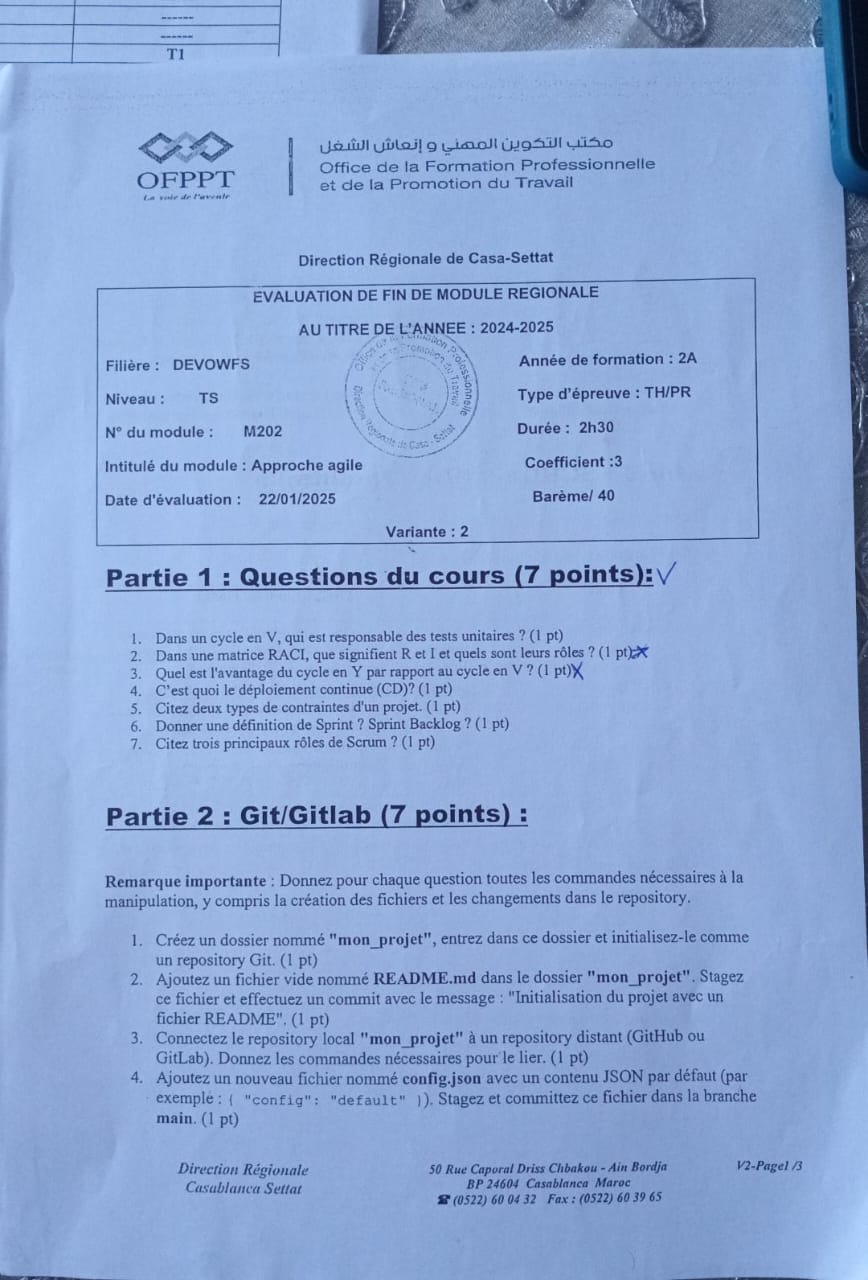 ------
------
T1
OFPPT
La voie de l'avenir
مكتب التكوين المهني و إنعاش الشغل
Office de la Formation Professionnelle
et de la Promotion du Travail
Direction Régionale de Casa-Settat
EVALUATION DE FIN DE MODULE REGIONALE
AU TITRE DE L'ANNEE : 2024-2025
Filière : DEVOWFS
Année de formation : 2A
Niveau : TS
Type d'épreuve : TH/PR
N° du module : M202
Durée : 2h30
Intitulé du module : Approche agile
Coefficient :3
Date d'évaluation : 22/01/2025
Barème/ 40
Variante : 2
Partie 1 : Questions du cours (7 points):
1. Dans un cycle en V, qui est responsable des tests unitaires ? (1 pt)
2. Dans une matrice RACI, que signifient R et I et quels sont leurs rôles ? (1 pt)
3. Quel est l'avantage du cycle en Y par rapport au cycle en V ? (1 pt)
4. C'est quoi le déploiement continue (CD)? (1 pt)
5. Citez deux types de contraintes d'un projet. (1 pt)
6. Donner une définition de Sprint ? Sprint Backlog ? (1 pt)
7. Citez trois principaux rôles de Scrum ? (1 pt)
Partie 2 : Git/Gitlab (7 points) :
Remarque importante : Donnez pour chaque question toutes les commandes nécessaires à la
manipulation, y compris la création des fichiers et les changements dans le repository.
1. Créez un dossier nommé "mon_projet", entrez dans ce dossier et initialisez-le comme
un repository Git. (1 pt)
2. Ajoutez un fichier vide nommé README.md dans le dossier "mon_projet". Stagez
ce fichier et effectuez un commit avec le message : "Initialisation du projet avec un
fichier README". (1 pt)
3. Connectez le repository local "mon_projet" à un repository distant (GitHub ou
GitLab). Donnez les commandes nécessaires pour le lier. (1 pt)
4. Ajoutez un nouveau fichier nommé config.json avec un contenu JSON par défaut (par
exemple : { "config": "default" }). Stagez et committez ce fichier dans la branche
main. (1 pt)
Direction Régionale
Casablanca Settat
50 Rue Caporal Driss Chbakou - Ain Bordja
BP 24604 Casablanca Maroc
☎ (0522) 60 04 32 Fax : (0522) 60 39 65
V2-Page1 /3